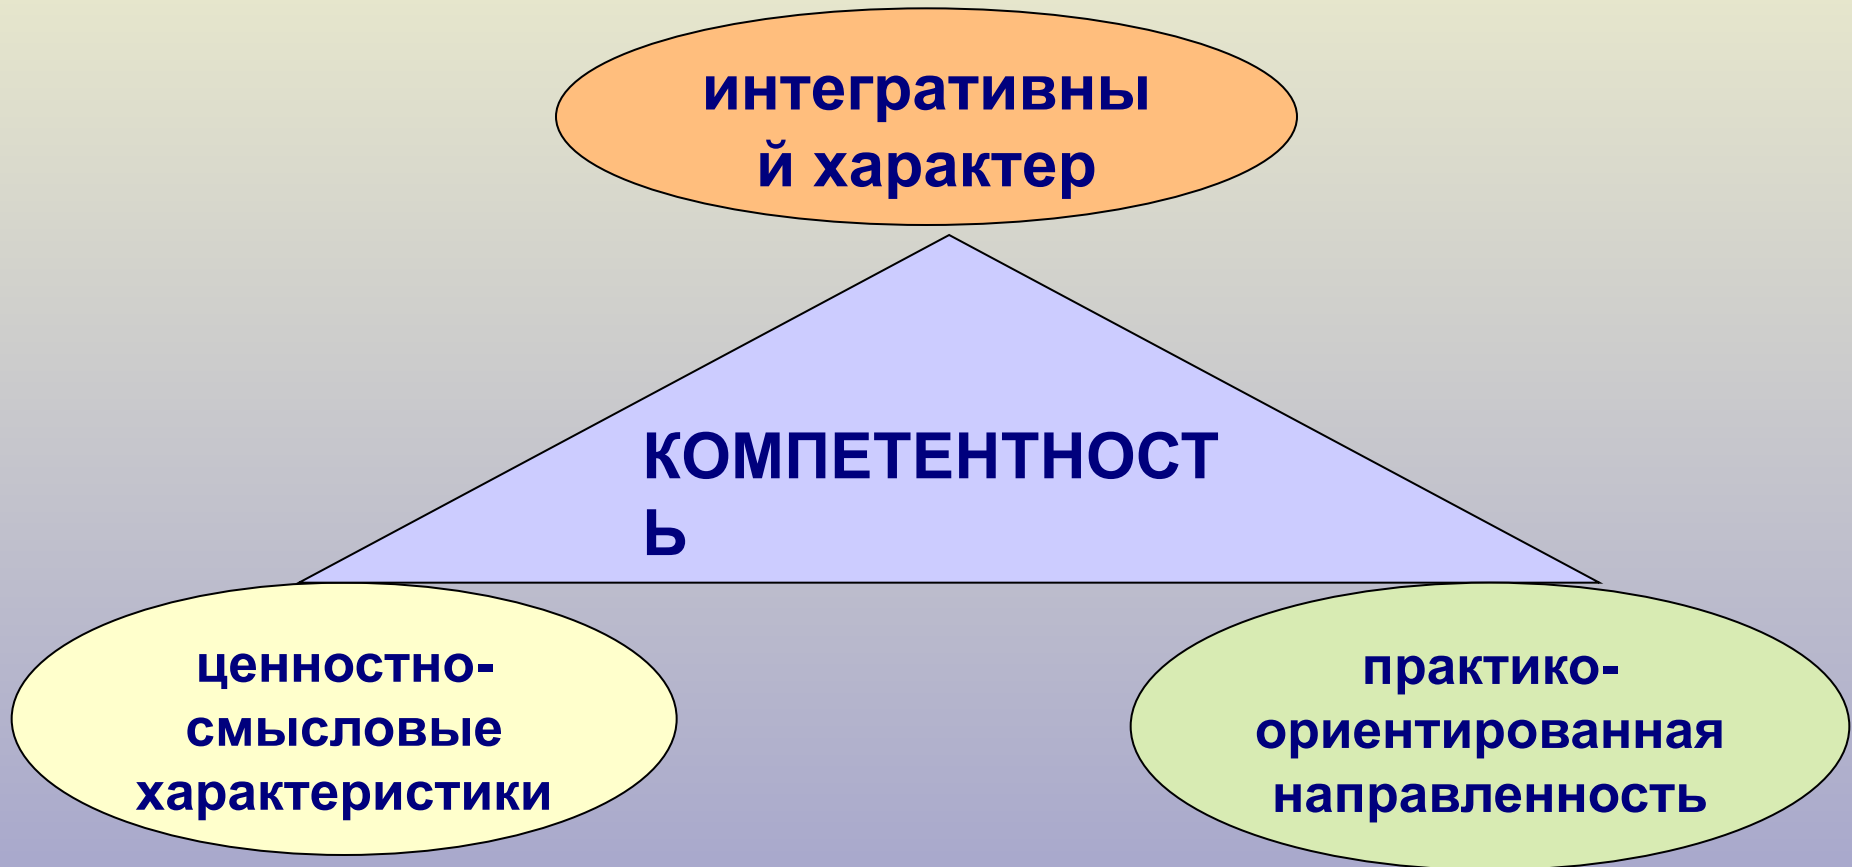 интегративны
й характер
КОМПЕТЕНТНОСТ
Ь
ценностно-
смысловые
характеристики
практико-
ориентированная
направленность